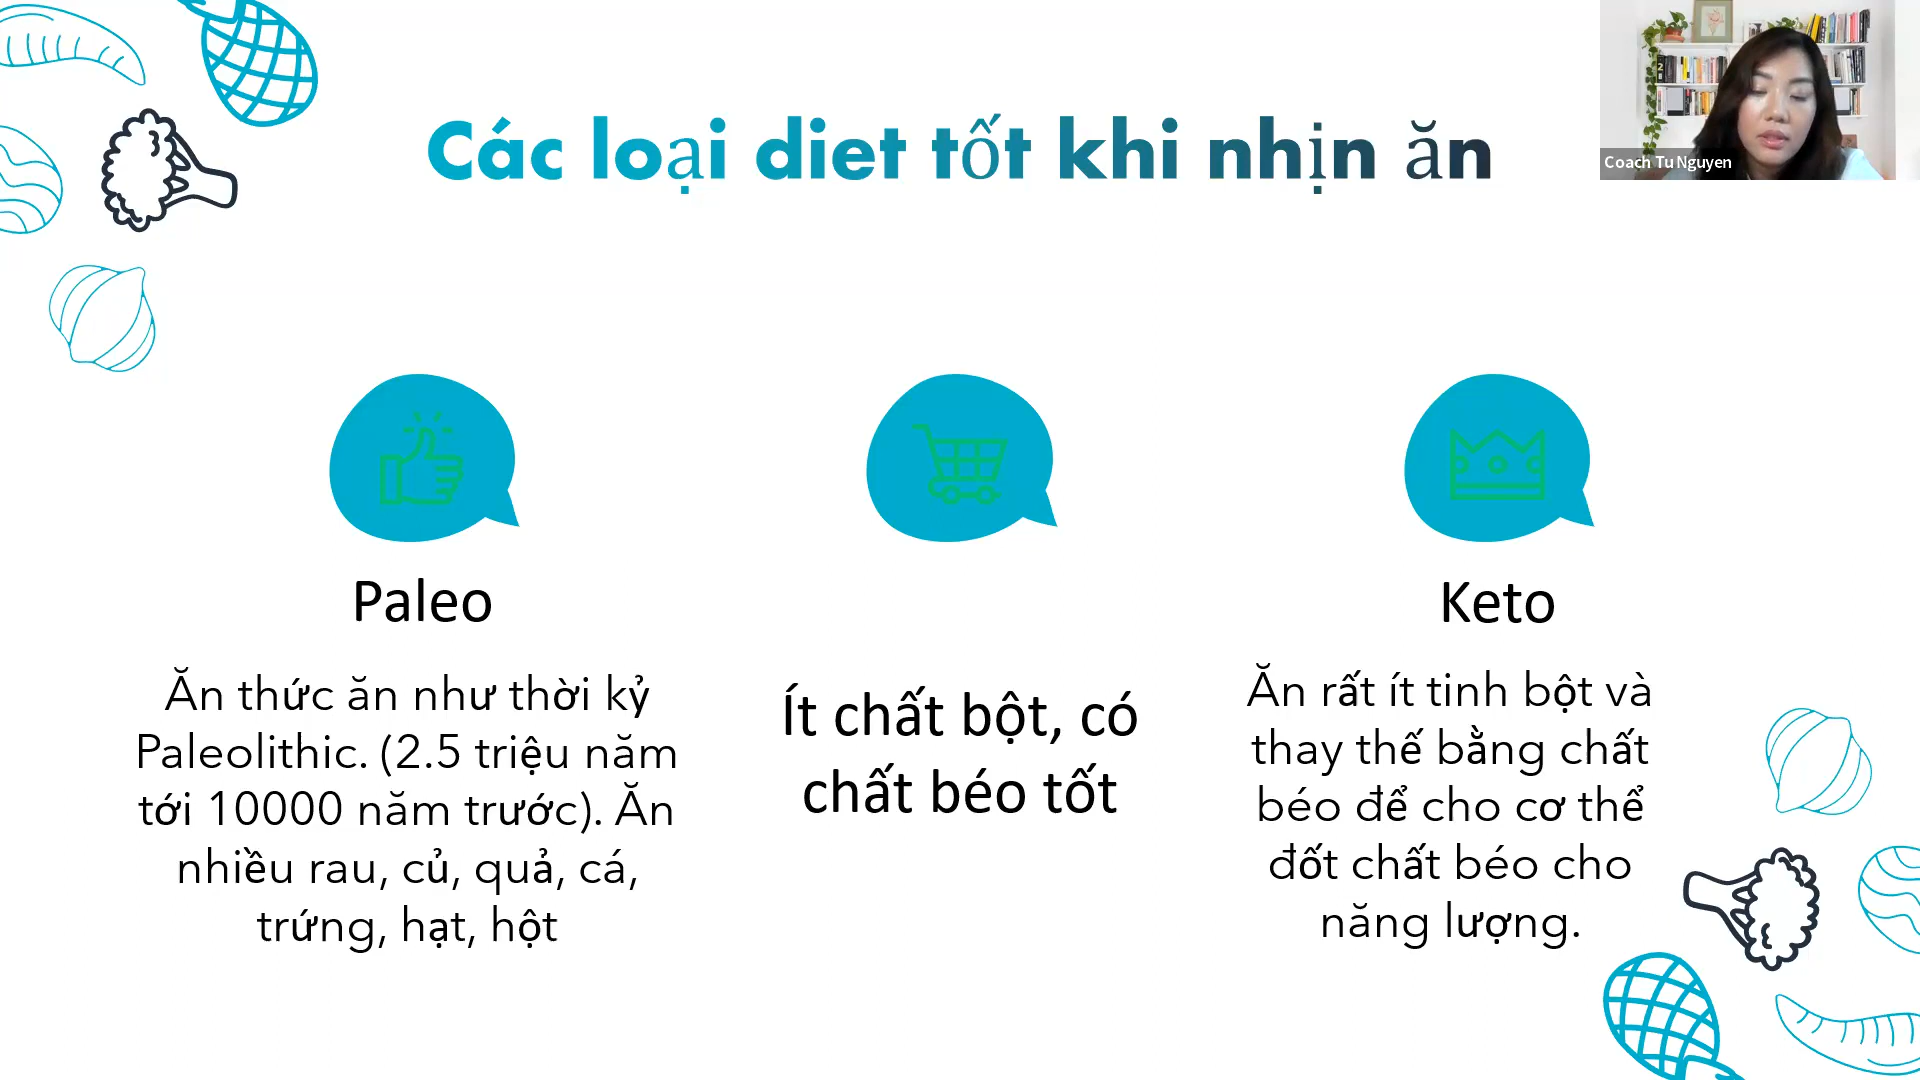 Các loại diet tốt khi nhịn ăn
Coach Tu Nguyen
Paleo
Ăn thức ăn như thời kỷ
Paleolithic. (2.5 triệu năm
tới 10000 năm trước). Ăn
nhiều rau, củ, quả, cá,
trứng, hạt, hột
Ít chất bột, có
chất béo tốt
Keto
Ăn rất ít tinh bột và
thay thế bằng chất
béo để cho cơ thể
đốt chất béo cho
năng lượng.